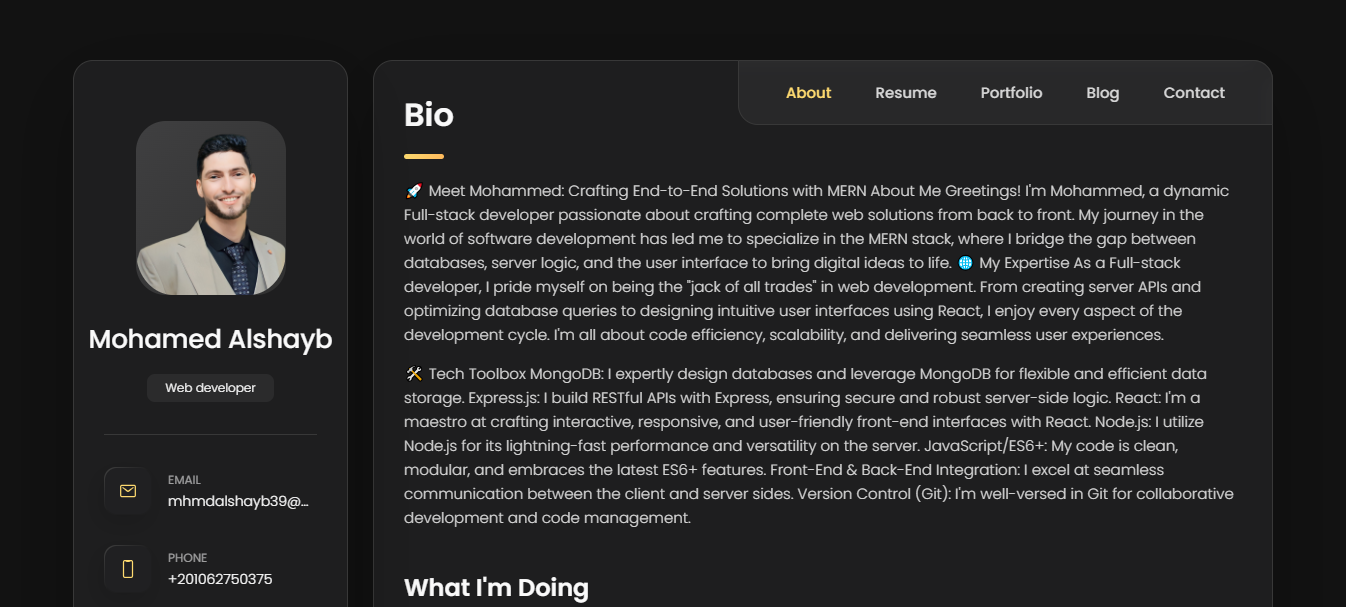 Mohamed Alshayb
Web developer
EMAIL
mhmdalshayb39@...
PHONE
+201062750375
About Resume Portfolio Blog Contact
Bio
🚀 Meet Mohammed: Crafting End-to-End Solutions with MERN About Me Greetings! I'm Mohammed, a dynamic
Full-stack developer passionate about crafting complete web solutions from back to front. My journey in the
world of software development has led me to specialize in the MERN stack, where I bridge the gap between
databases, server logic, and the user interface to bring digital ideas to life. 🌐 My Expertise As a Full-stack
developer, I pride myself on being the "jack of all trades" in web development. From creating server APIs and
optimizing database queries to designing intuitive user interfaces using React, I enjoy every aspect of the
development cycle. I'm all about code efficiency, scalability, and delivering seamless user experiences.
🛠 Tech Toolbox MongoDB: I expertly design databases and leverage MongoDB for flexible and efficient data
storage. Express.js: I build RESTful APIs with Express, ensuring secure and robust server-side logic. React: I'm a
maestro at crafting interactive, responsive, and user-friendly front-end interfaces with React. Node.js: I utilize
Node.js for its lightning-fast performance and versatility on the server. JavaScript/ES6+: My code is clean,
modular, and embraces the latest ES6+ features. Front-End & Back-End Integration: I excel at seamless
communication between the client and server sides. Version Control (Git): I'm well-versed in Git for collaborative
development and code management.
What I'm Doing